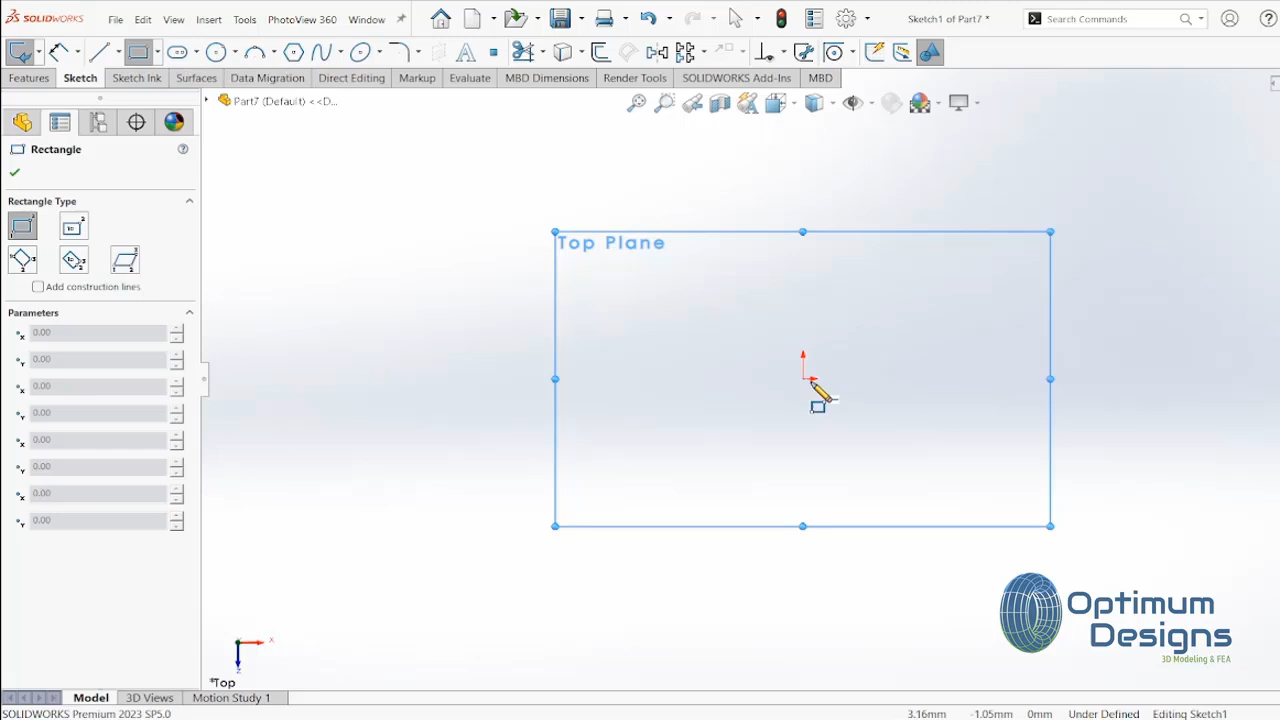 SOLIDWORKS File Edit View Insert Tools PhotoView 360 Window Sketch1 of Part7 * Search Commands
Features Sketch Sketch Ink Surfaces Data Migration Direct Editing Markup Evaluate MBD Dimensions Render Tools SOLIDWORKS Add-Ins MBD
Part7 (Default) <<D...
Rectangle
Rectangle Type
Add construction lines
Parameters
0.00
0.00
0.00
0.00
0.00
0.00
0.00
0.00
Top Plane
Optimum
Designs
3D Modeling & FEA
X
Z
*Top
Model 3D Views Motion Study 1
SOLIDWORKS Premium 2023 SP5.0 3.16mm -1.05mm 0mm Under Defined Editing Sketch1